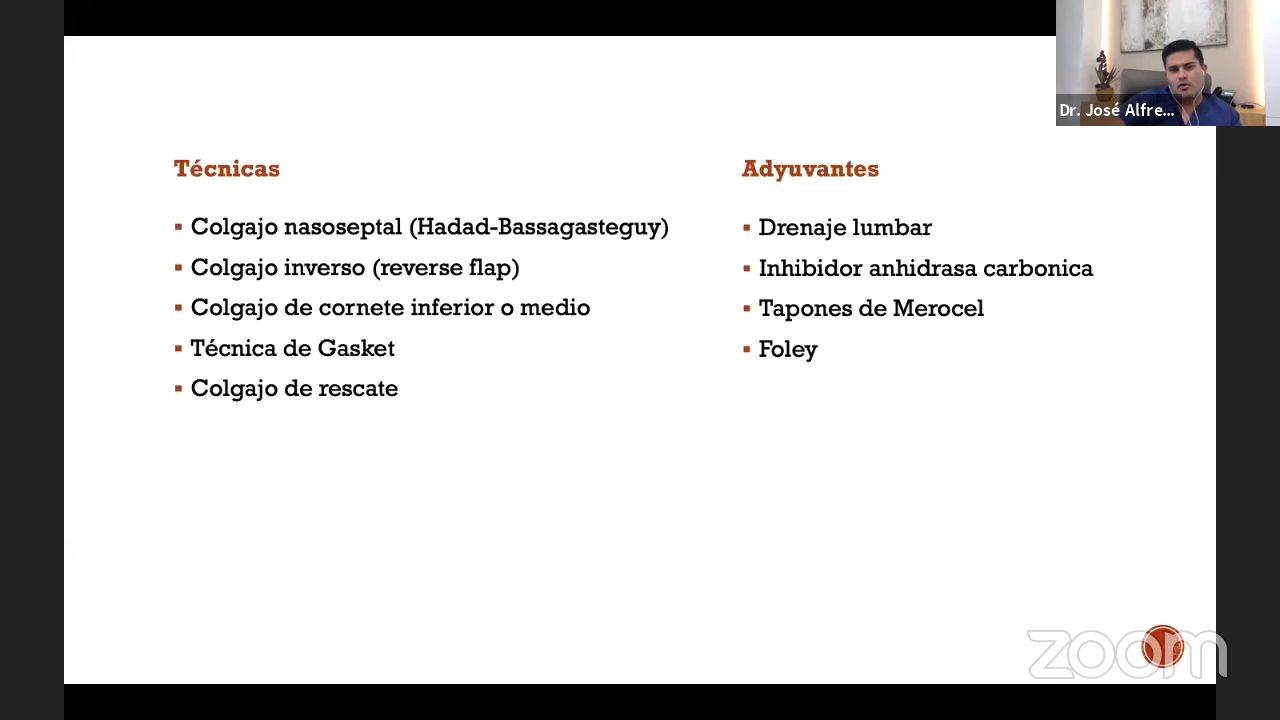 Dr. José Alfre...
Técnicas
Colgajo nasoseptal (Hadad-Bassagasteguy)
Colgajo inverso (reverse flap)
Colgajo de cornete inferior o medio
Técnica de Gasket
Colgajo de rescate
Adyuvantes
Drenaje lumbar
Inhibidor anhidrasa carbonica
Tapones de Merocel
Foley
zoom